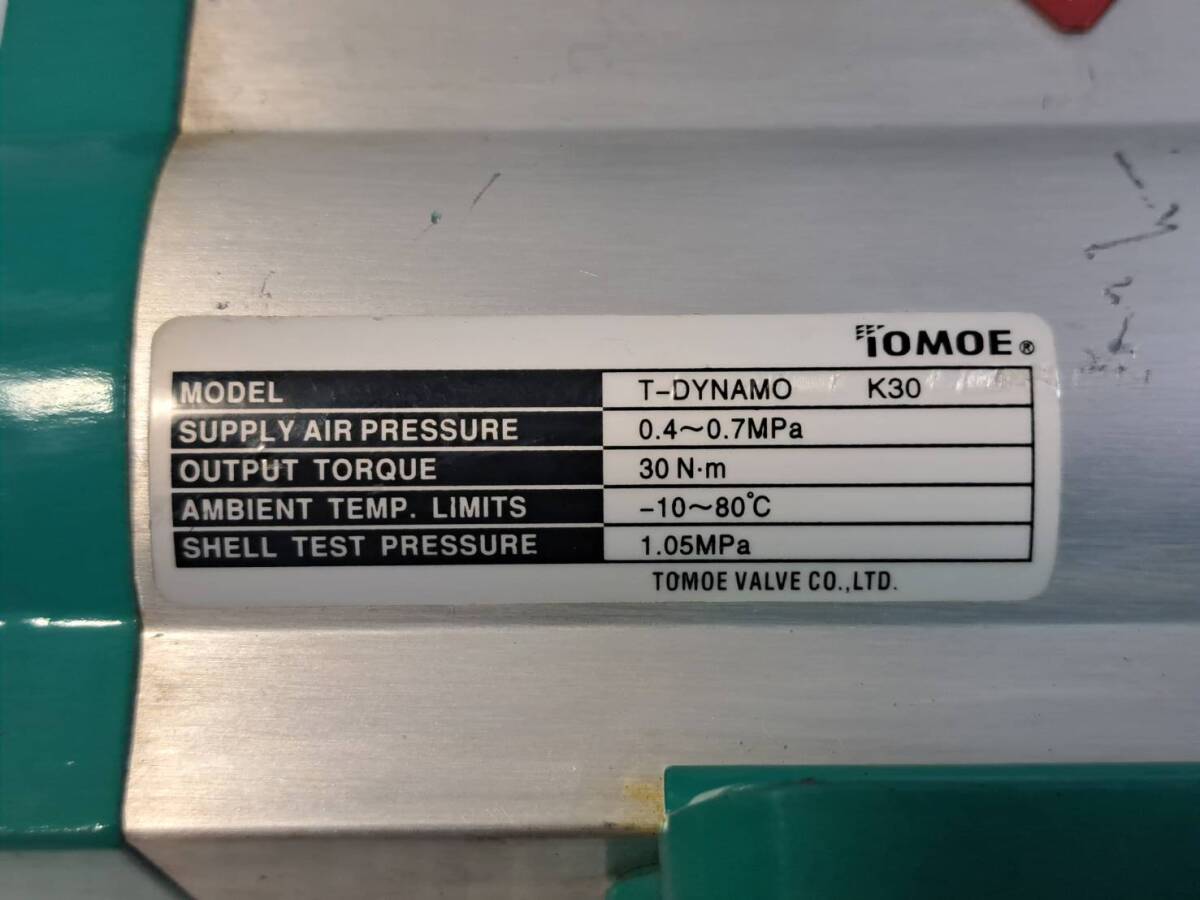 TOMOE®
MODEL T-DYNAMO K30
SUPPLY AIR PRESSURE 0.4~0.7MPa
OUTPUT TORQUE 30 N·m
AMBIENT TEMP. LIMITS -10~80℃
SHELL TEST PRESSURE 1.05MPa
TOMOE VALVE CO.,LTD.